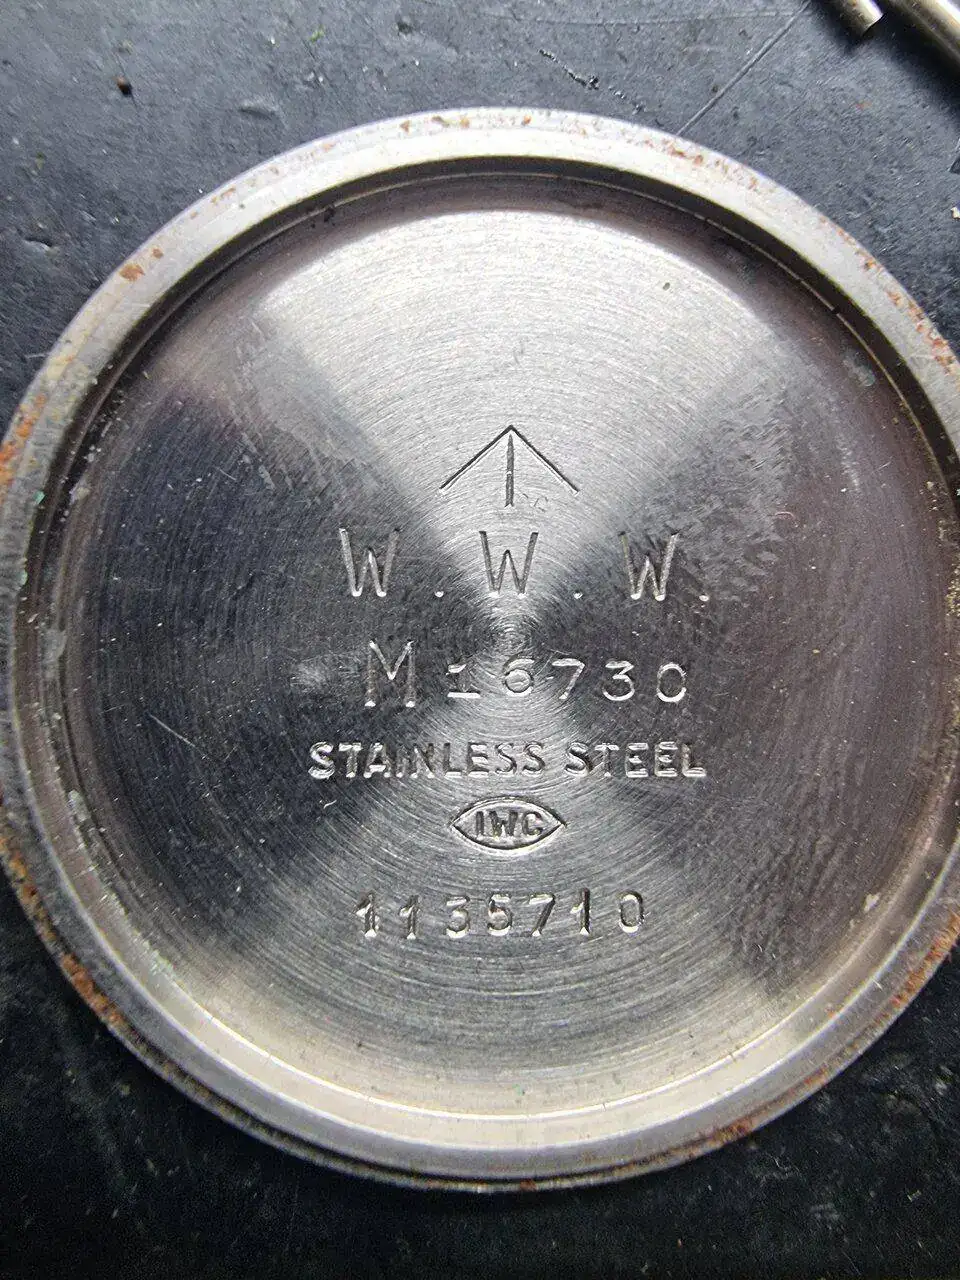 W.W.W.
M16730
STAINLESS STEEL
IWC
1135710